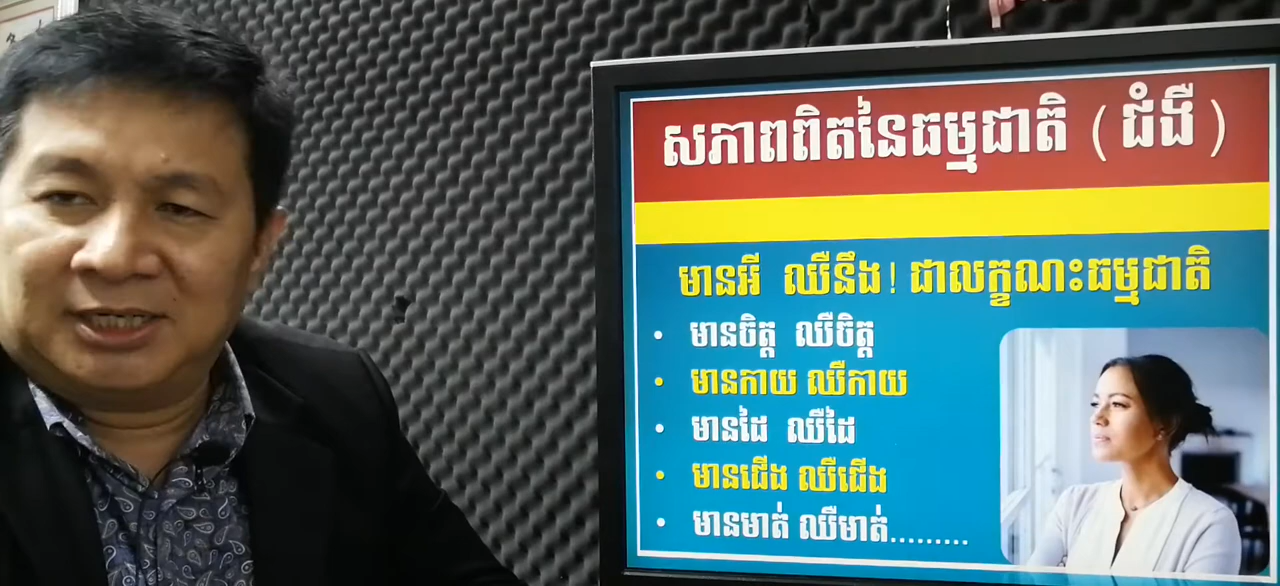 សភាពពិតនៃធម្មជាតិ ( ជំងឺ )
មានអី ឈឺនឹង! ជាលក្ខណះធម្មជាតិ
• មានចិត្ត ឈឺចិត្ត
• មានកាយ ឈឺកាយ
• មានដៃ ឈឺដៃ
• មានជើង ឈឺជើង
• មានមាត់ ឈឺមាត់.........